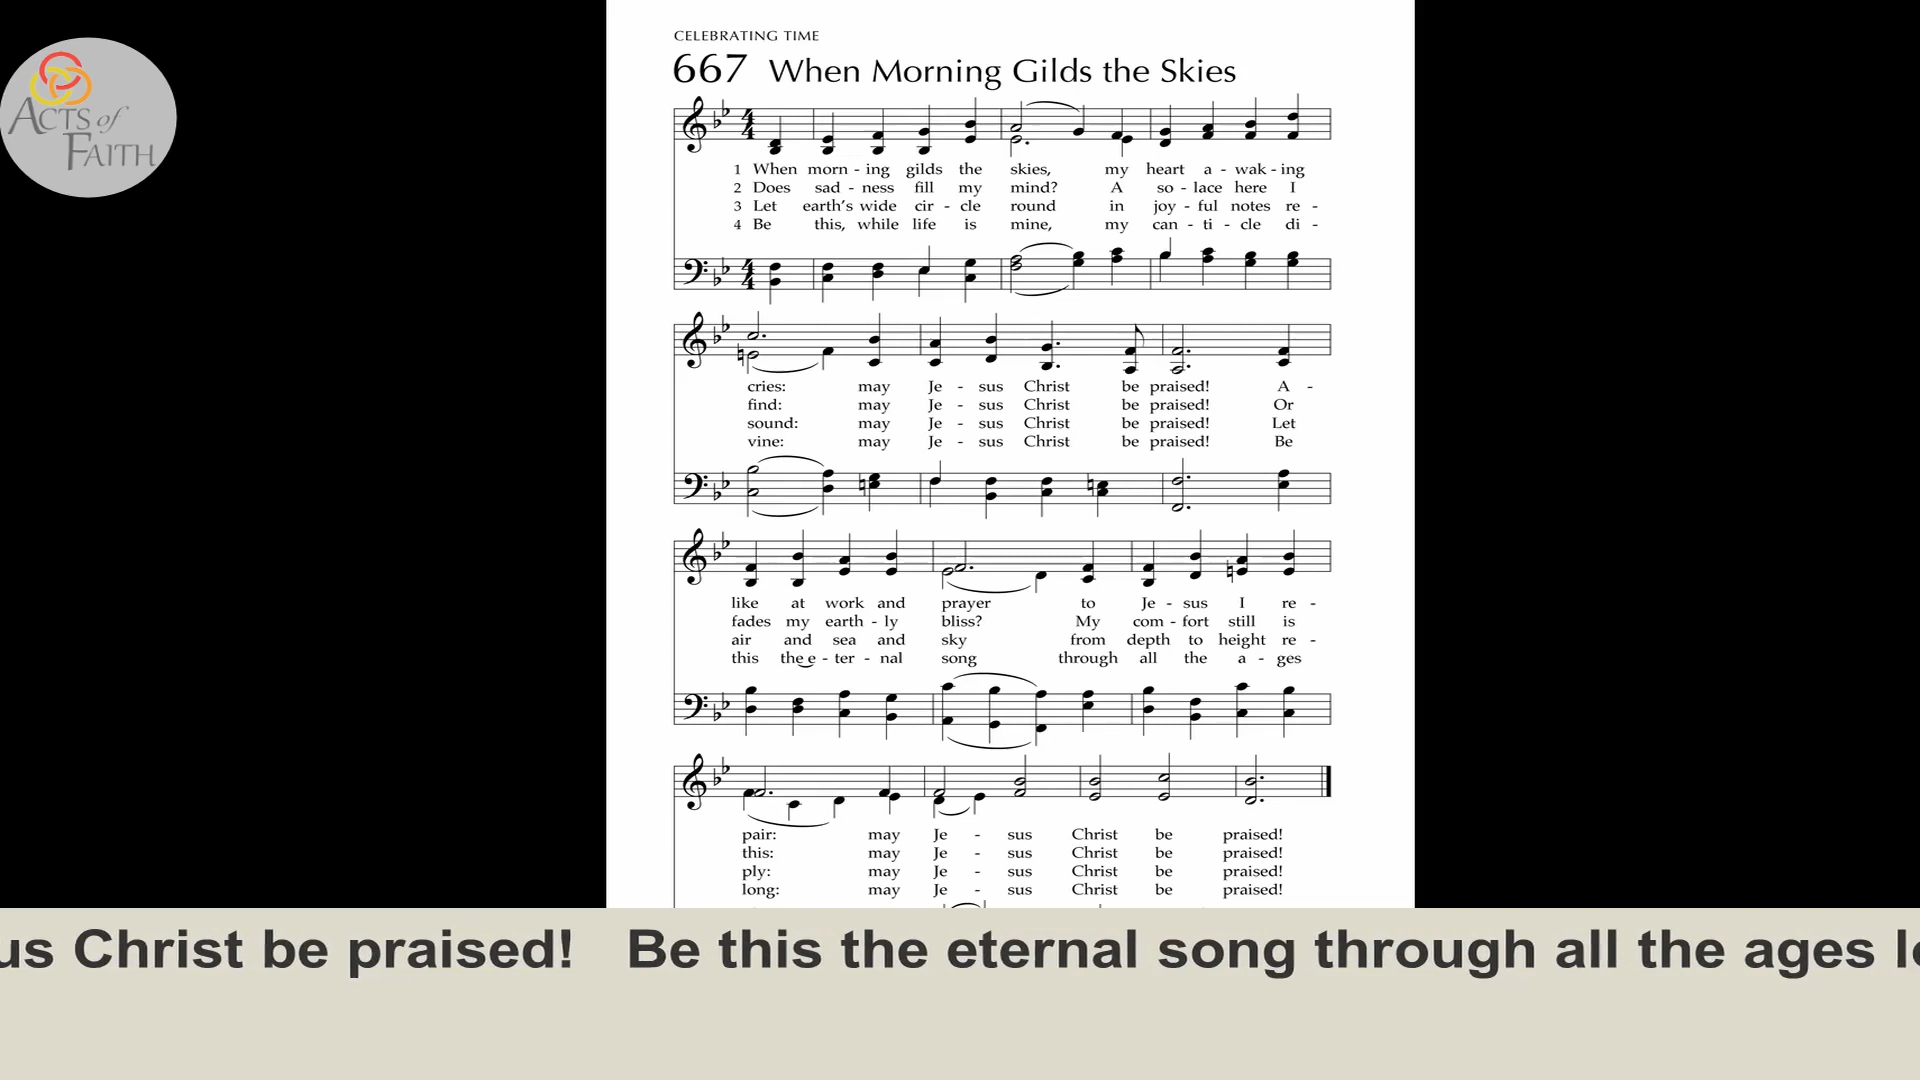 ACTS of
FAITH
CELEBRATING TIME
667 When Morning Gilds the Skies
1 When morn - ing gilds the skies, my heart a - wak - ing
2 Does sad - ness fill my mind? A so - lace here I
3 Let earth's wide cir - cle round in joy - ful notes re -
4 Be this, while life is mine, my can - ti - cle di -
cries: may Je - sus Christ be praised! A -
find: may Je - sus Christ be praised! Or
sound: may Je - sus Christ be praised! Let
vine: may Je - sus Christ be praised! Be
like at work and prayer to Je - sus I re -
fades my earth - ly bliss? My com - fort still is
air and sea and sky from depth to height re -
this the e - ter - nal song through all the a - ges
pair: may Je - sus Christ be praised!
this: may Je - sus Christ be praised!
ply: may Je - sus Christ be praised!
long: may Je - sus Christ be praised!
us Christ be praised! Be this the eternal song through all the ages